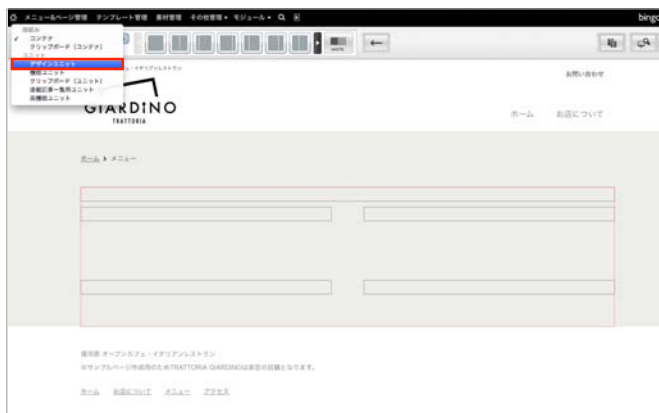 メニュー&ページ管理 テンプレート管理 素材管理 その他管理 モジュール
bingo
段組み
✓ コンテナ
クリップボード (コンテナ)
ユニット
デザインユニット
機能ユニット
クリップボード (ユニット)
連載記事一覧用ユニット
高機能ユニット
・イタリアンレストラン
GIARDINO
TRATTORIA
お問い合わせ
ホーム お店について
ホーム › メニュー
オープンカフェ・イタリアンレストラン
※サンプルページ作成用のためTRATTORIA GIARDINOは架空の店舗となります。
ホーム お店について メニュー アクセス